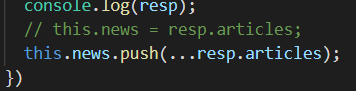 console.log(resp);
// this.news = resp.articles;
this.news.push(...resp.articles);
})